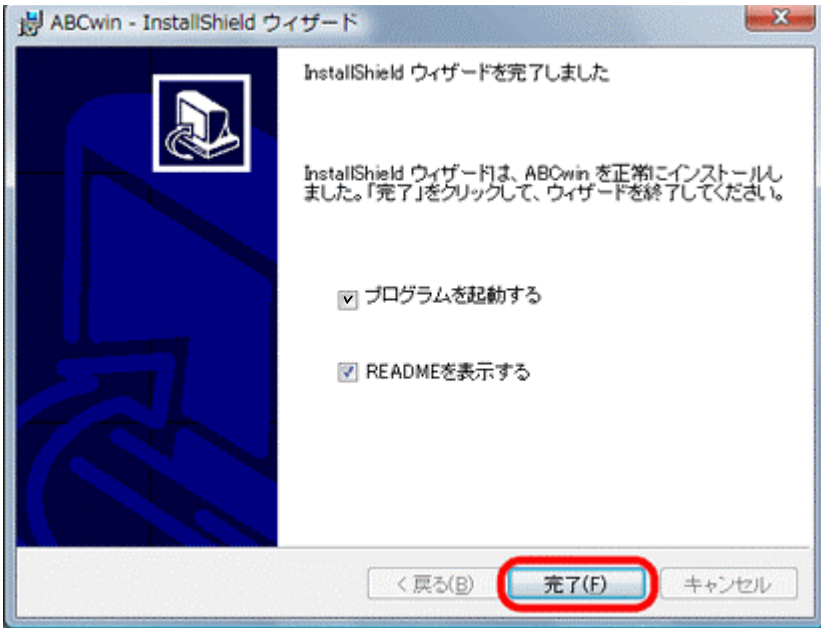 ABCwin - InstallShield ウィザード
InstallShield ウィザードを完了しました
InstallShield ウィザードは、ABCwin を正常にインストールし
ました。「完了」をクリックして、ウィザードを終了してください。
プログラムを起動する
READMEを表示する
< 戻る(B) 完了(F) キャンセル